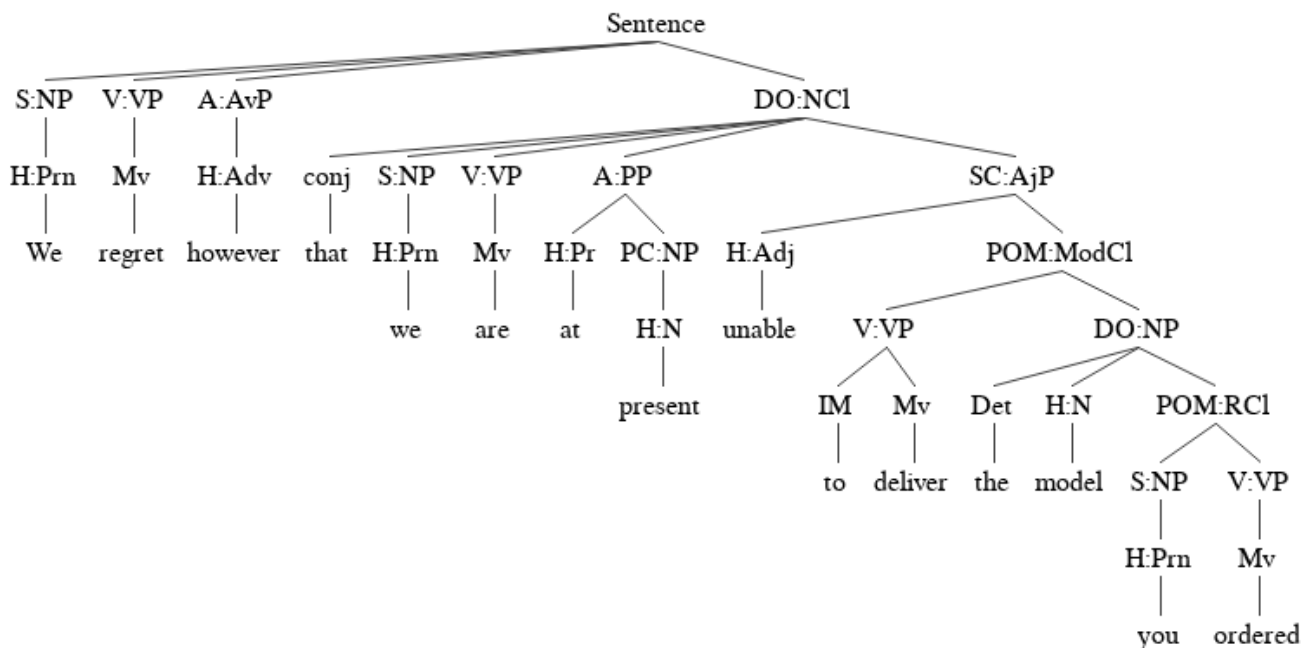 Sentence
S:NP V:VP A:AvP DO:NCl
H:Prn Mv H:Adv conj S:NP V:VP A:PP SC:AjP
We regret however that H:Prn Mv H:Pr PC:NP H:Adj POM:ModCl
we are at H:N unable V:VP DO:NP
present IM Mv Det H:N POM:RCl
to deliver the model S:NP V:VP
H:Prn Mv
you ordered